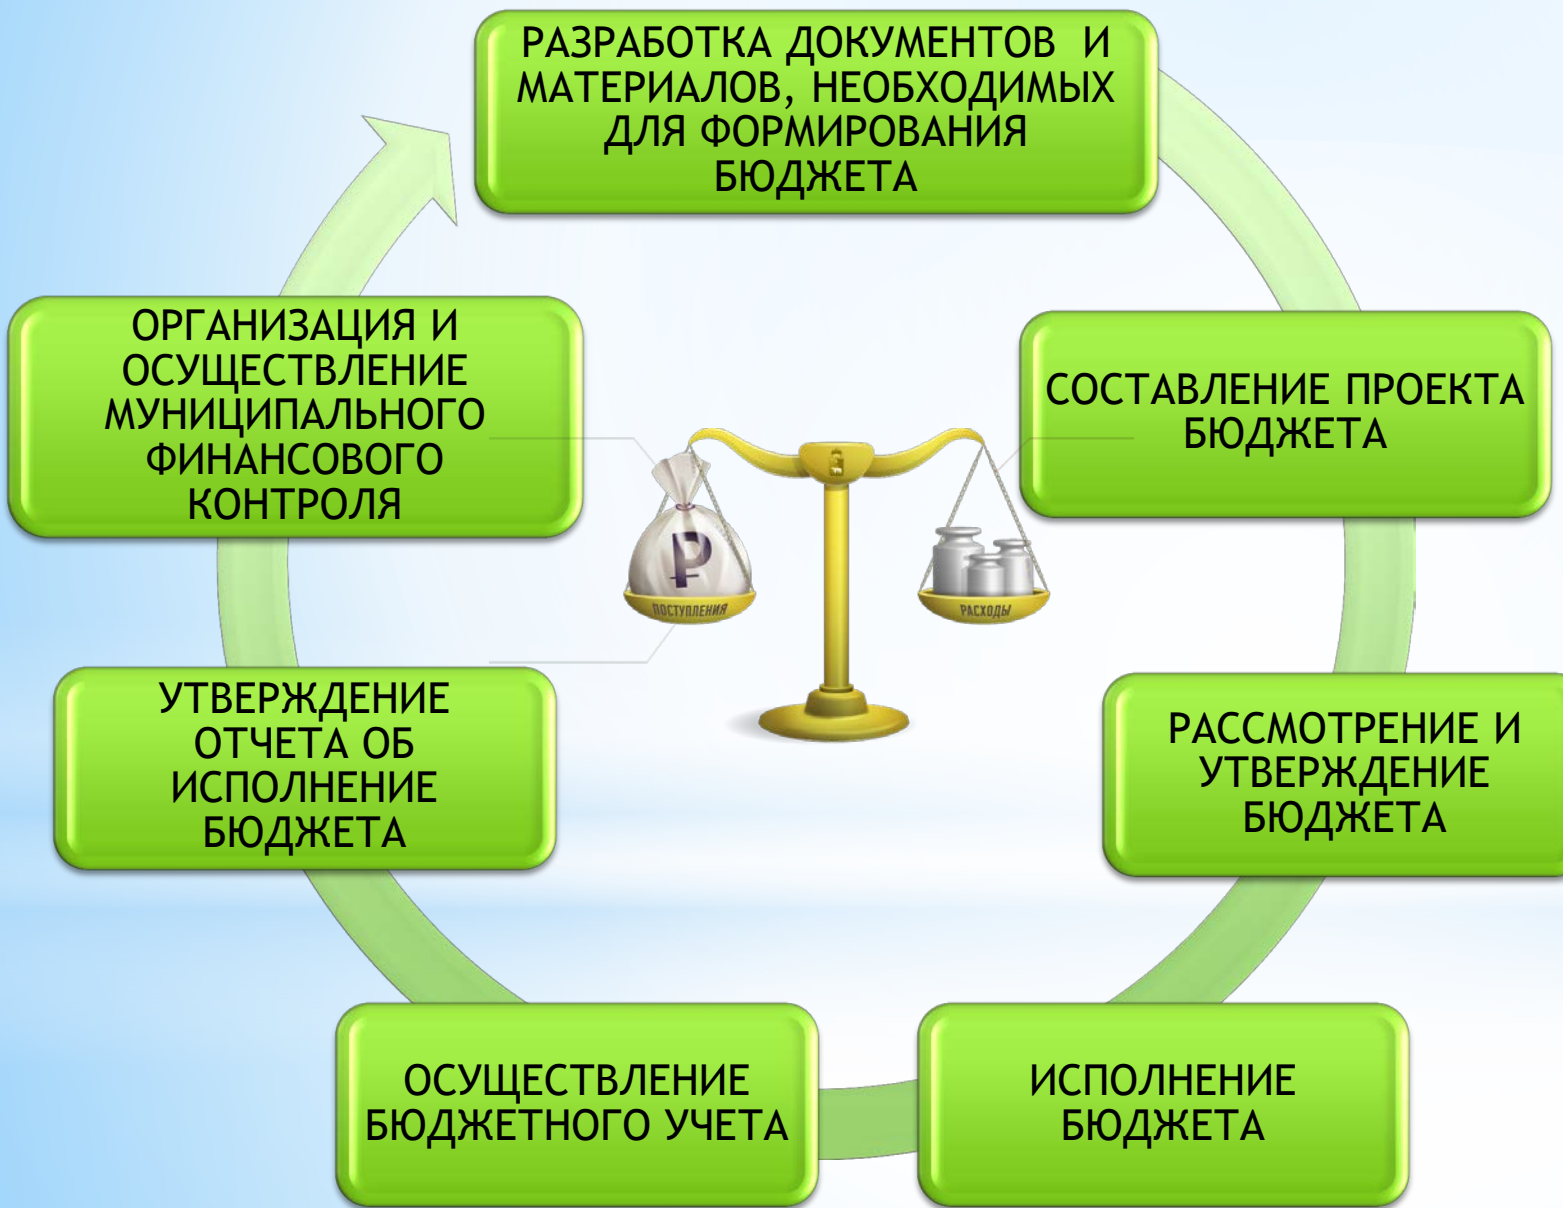 РАЗРАБОТКА ДОКУМЕНТОВ И
МАТЕРИАЛОВ, НЕОБХОДИМЫХ
ДЛЯ ФОРМИРОВАНИЯ
БЮДЖЕТА
СОСТАВЛЕНИЕ ПРОЕКТА
БЮДЖЕТА
РАССМОТРЕНИЕ И
УТВЕРЖДЕНИЕ
БЮДЖЕТА
ИСПОЛНЕНИЕ
БЮДЖЕТА
ОСУЩЕСТВЛЕНИЕ
БЮДЖЕТНОГО УЧЕТА
УТВЕРЖДЕНИЕ
ОТЧЕТА ОБ
ИСПОЛНЕНИЕ
БЮДЖЕТА
ОРГАНИЗАЦИЯ И
ОСУЩЕСТВЛЕНИЕ
МУНИЦИПАЛЬНОГО
ФИНАНСОВОГО
КОНТРОЛЯ
₽
ПОСТУПЛЕНИЯ
РАСХОДЫ